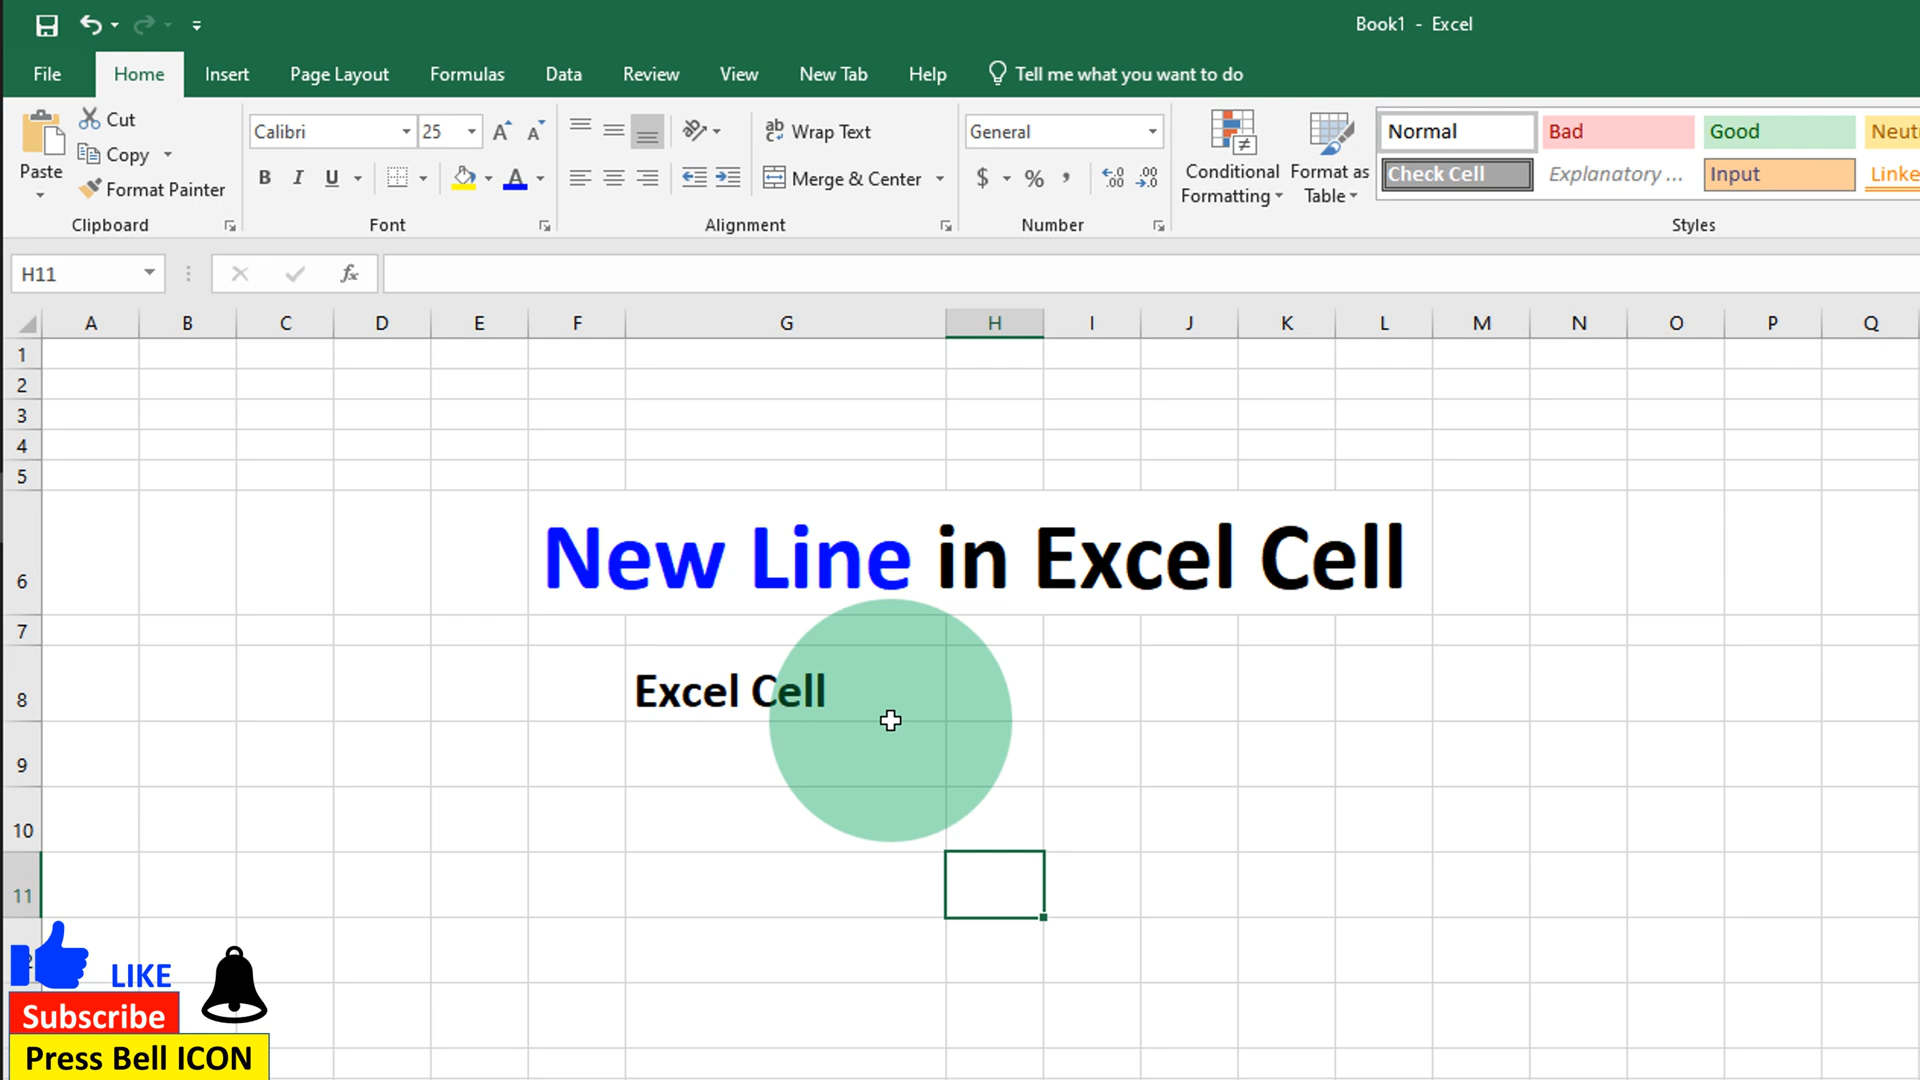 Book1 - Excel
File Home Insert Page Layout Formulas Data Review View New Tab Help Tell me what you want to do
Paste
Cut
Copy
Format Painter
Clipboard
Calibri 25
B I U
Font
Wrap Text
Merge & Center
Alignment
General
$ % ,
Number
Conditional Formatting
Format as Table
Normal Bad Good Neut
Check Cell Explanatory ... Input Linke
Styles
H11 fx
A B C D E F G H I J K L M N O P Q
1
2
3
4
5
6 New Line in Excel Cell
7
8 Excel Cell
9
10
11
LIKE
Subscribe
Press Bell ICON